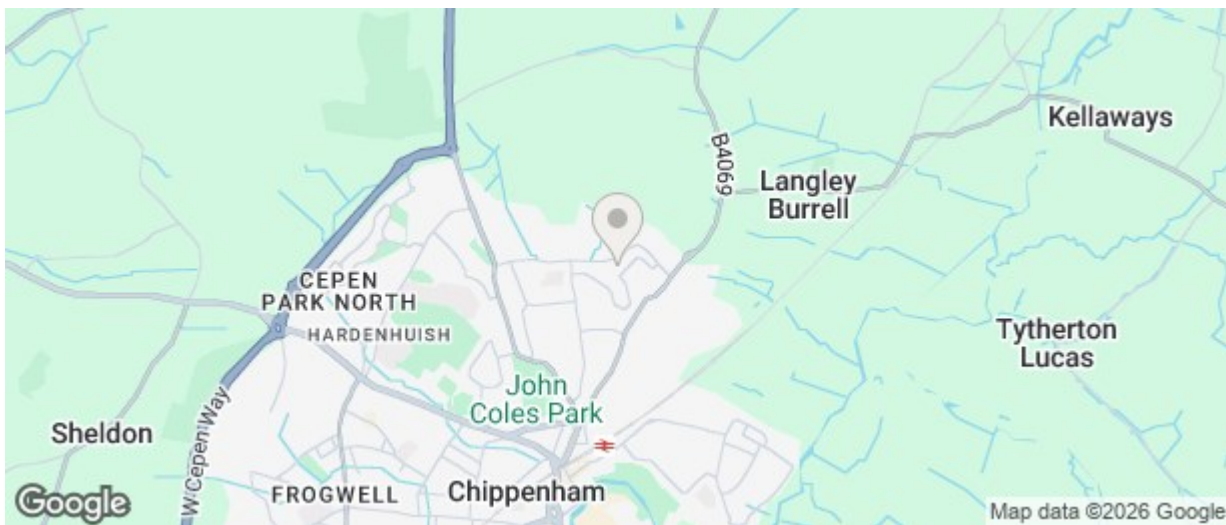 Kellaways
B4069
Langley
Burrell
CEPEN
PARK NORTH
HARDENHUISH
Tytherton
Lucas
John
Coles Park
W Cepen Way
Sheldon
FROGWELL
Chippenham
Google
Map data ©2026 Google